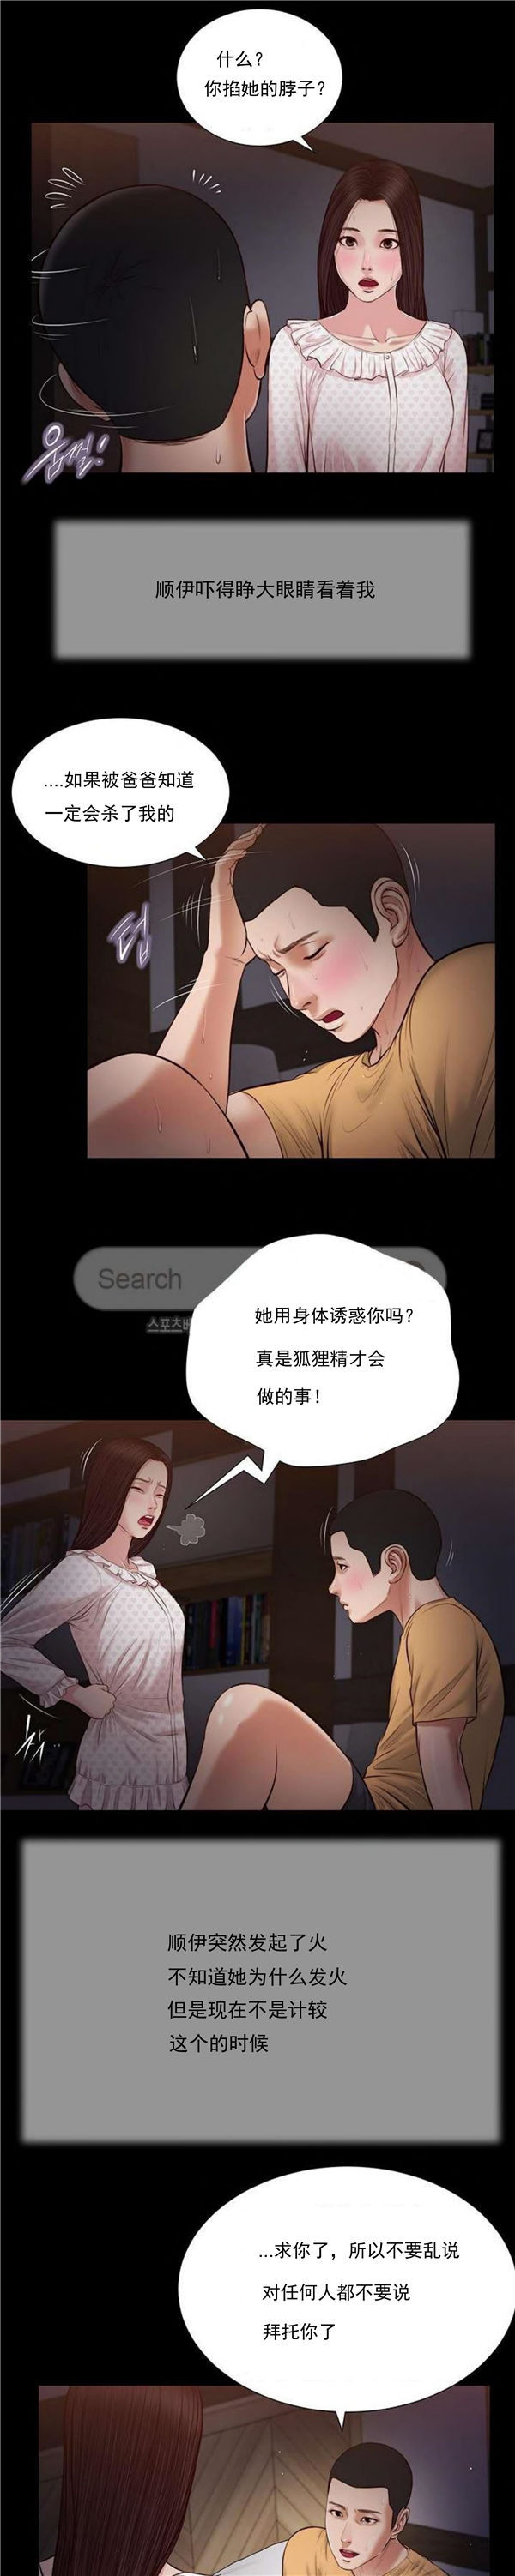 什么？
你掐她的脖子？
움찔!
顺伊吓得睁大眼睛看着我
....如果被爸爸知道
一定会杀了我的
턱
Search
스포츠
她用身体诱惑你吗？
真是狐狸精才会
做的事！
顺伊突然发起了火
不知道她为什么发火
但是现在不是计较
这个的时候
...求你了，所以不要乱说
对任何人都不要说
拜托你了